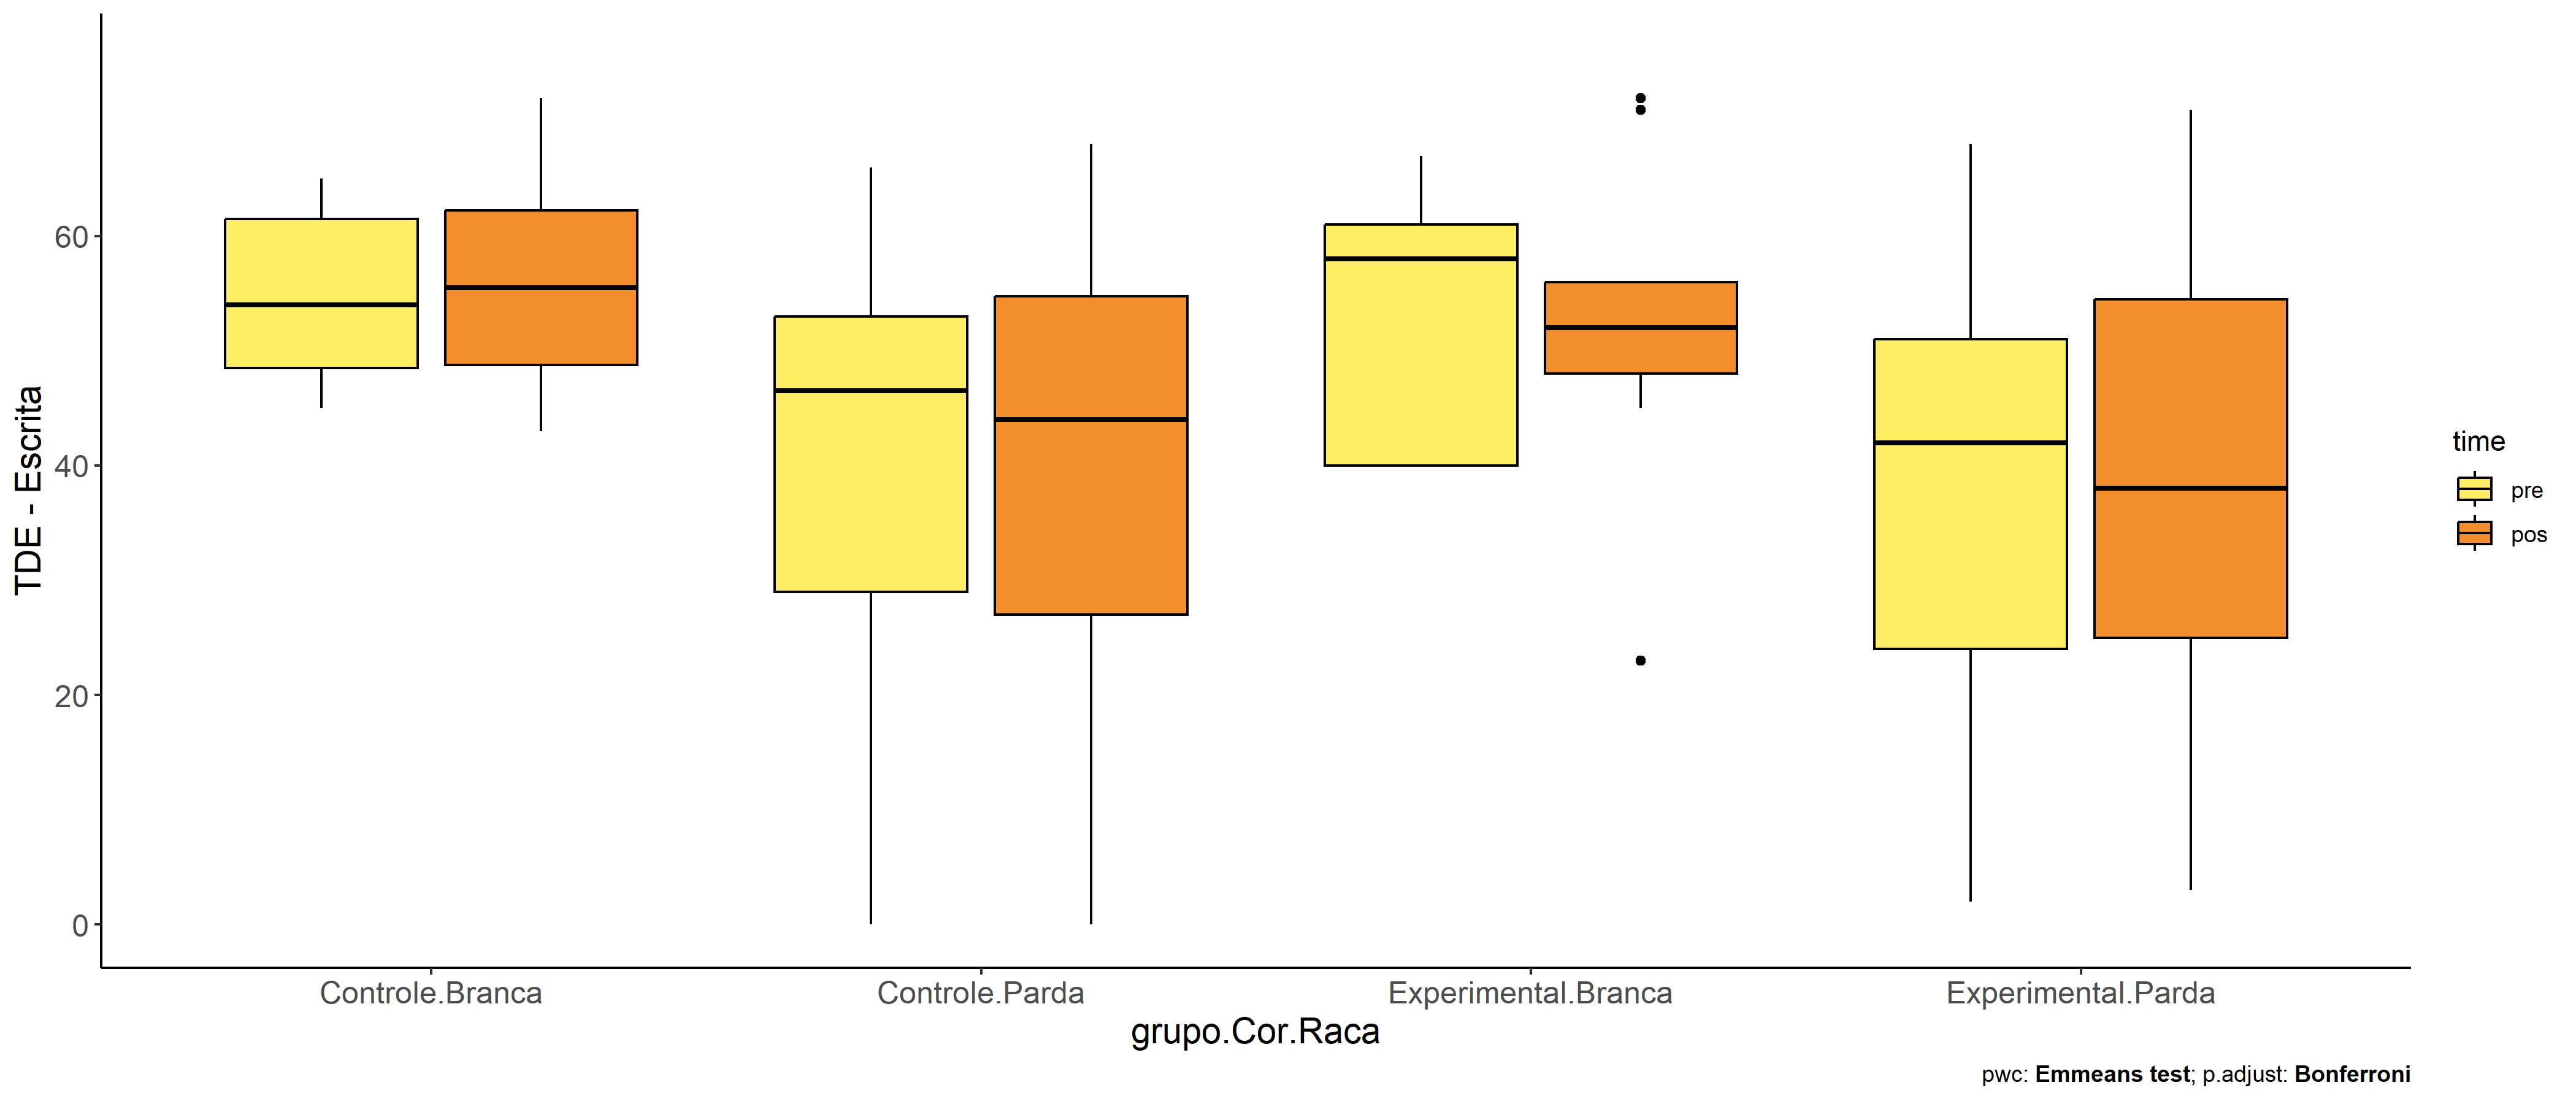 TDE - Escrita
60
40
20
0
Controle.Branca
Controle.Parda
Experimental.Branca
Experimental.Parda
grupo.Cor.Raca
time
pre
pos
pwc: Emmeans test; p.adjust: Bonferroni